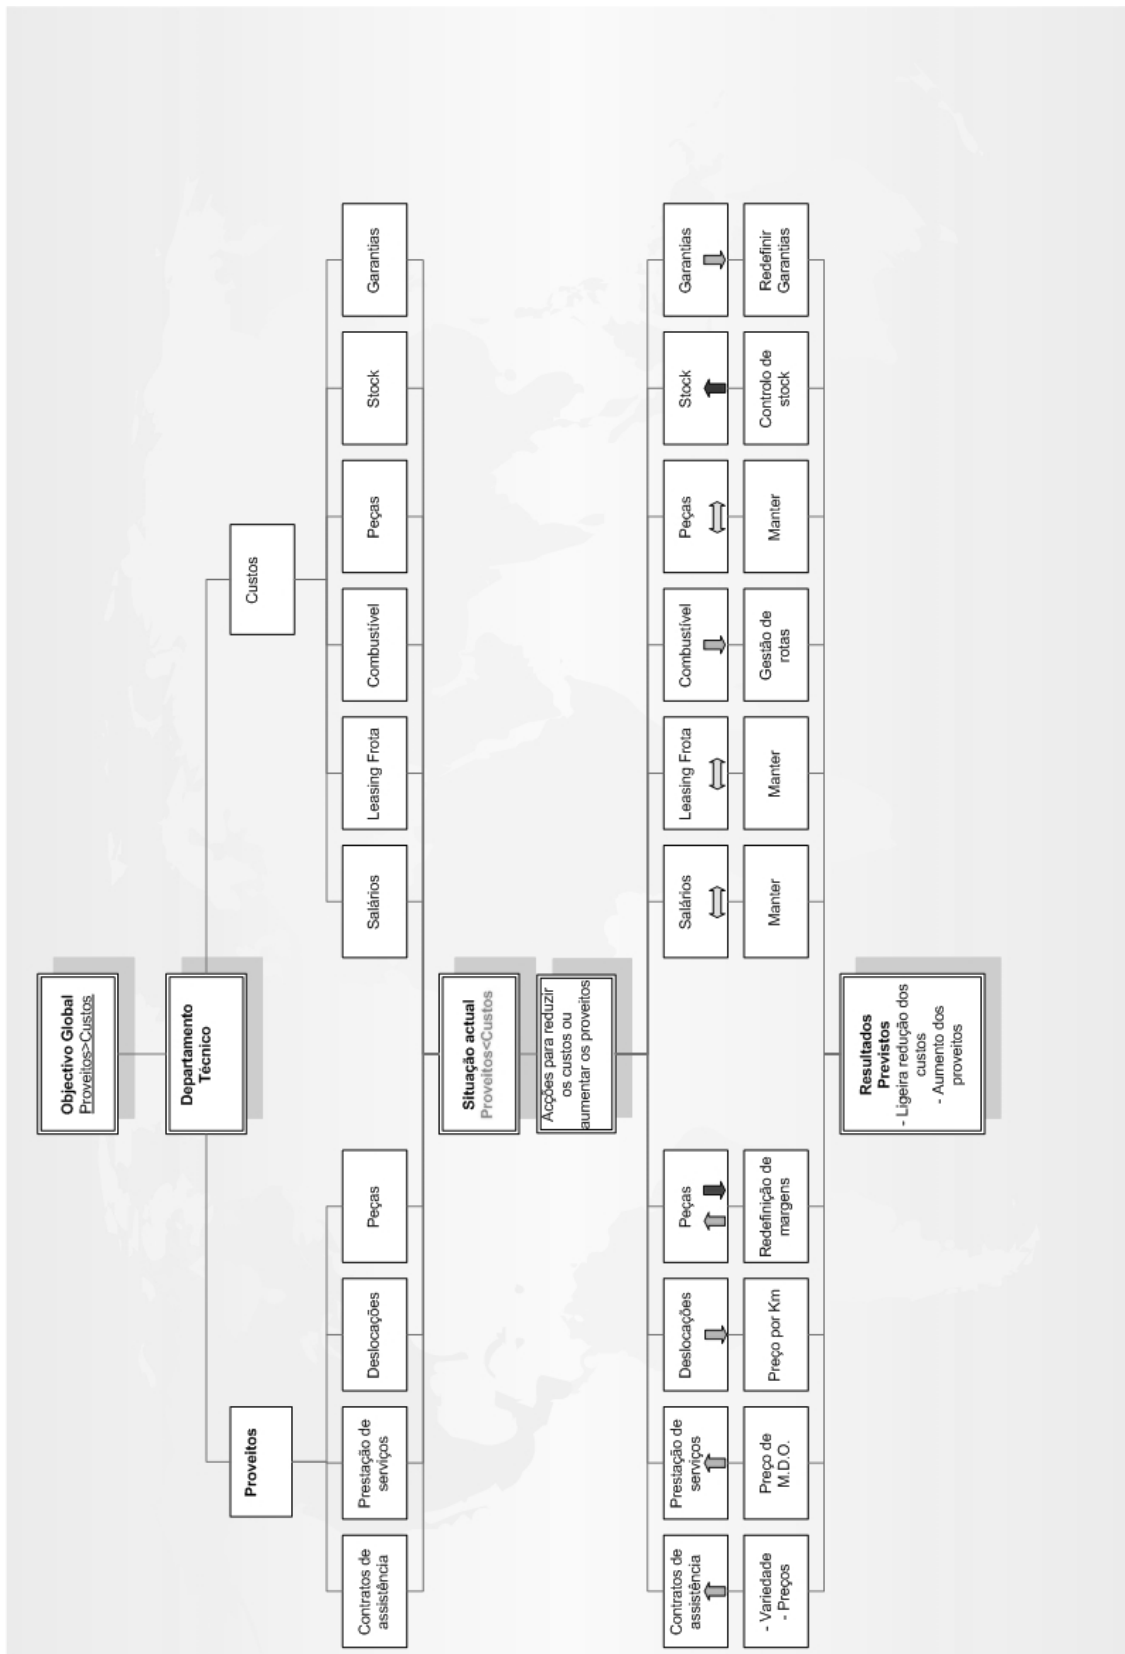 Objectivo Global
Proveitos>Custos
Departamento
Técnico
Proveitos
Custos
Contratos de
assistência
Prestação de
serviços
Deslocações
Peças
Salários
Leasing Frota
Combustível
Peças
Stock
Garantias
Situação actual
Proveitos<Custos
Acções para reduzir
os custos ou
aumentar os proveitos
Contratos de
assistência
Prestação de
serviços
Deslocações
Peças
Salários
Leasing Frota
Combustível
Peças
Stock
Garantias
- Variedade
- Preços
Preço de
M.D.O.
Preço por Km
Redefinição de
margens
Manter
Manter
Gestão de
rotas
Manter
Controlo de
stock
Redefinir
Garantias
Resultados
Previstos
- Ligeira redução dos
custos
- Aumento dos
proveitos